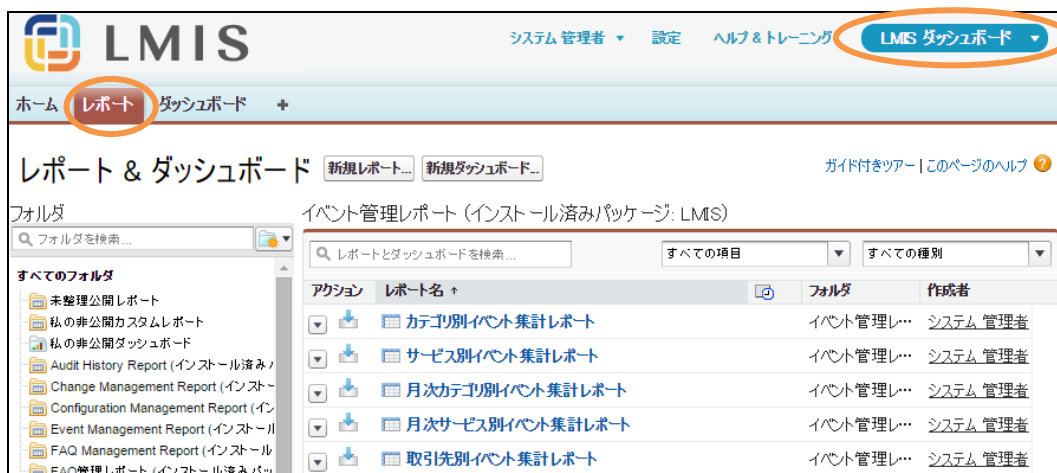 LMIS
システム 管理者 設定 ヘルプ & トレーニング LMIS ダッシュボード
ホーム レポート ダッシュボード +
レポート & ダッシュボード 新規レポート... 新規ダッシュボード...
ガイド付きツアー | このページのヘルプ ?
フォルダ
フォルダを検索...
すべてのフォルダ
未整理公開レポート
私の非公開カスタムレポート
私の非公開ダッシュボード
Audit History Report (インストール済み
Change Management Report (インストー
Configuration Management Report (イン
Event Management Report (インストール
FAQ Management Report (インストール
FAQ管理レポート (インストール済みパッ
イベント管理レポート (インストール済みパッケージ: LMIS)
レポートとダッシュボードを検索... すべての項目 すべての種別
アクション レポート名 ↑ フォルダ 作成者
カテゴリ別イベント集計レポート イベント管理レ… システム 管理者
サービス別イベント集計レポート イベント管理レ… システム 管理者
月次カテゴリ別イベント集計レポート イベント管理レ… システム 管理者
月次サービス別イベント集計レポート イベント管理レ… システム 管理者
取引先別イベント集計レポート イベント管理レ… システム 管理者